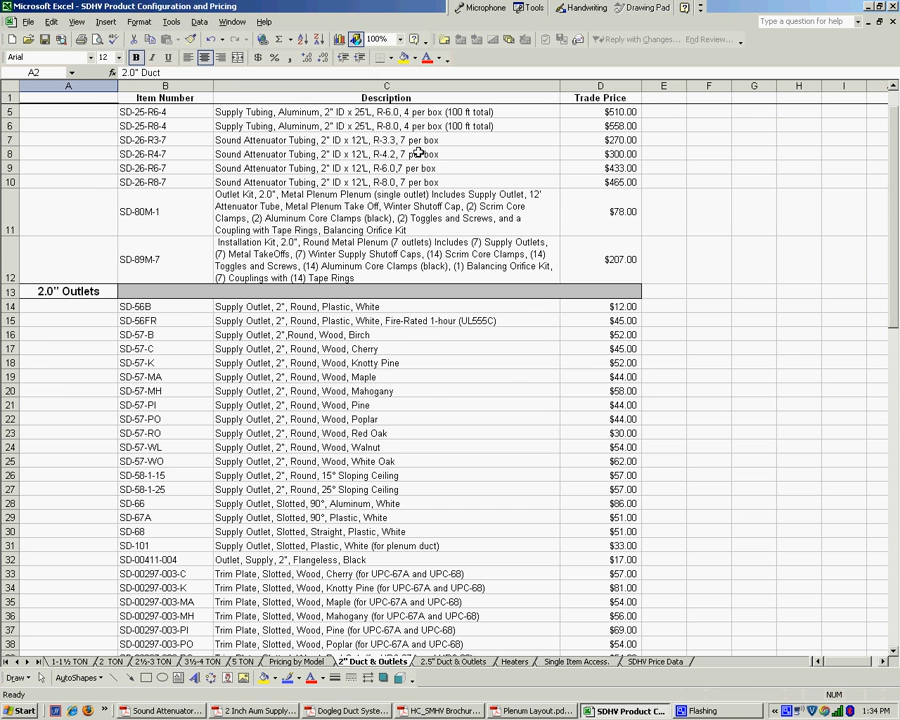 Microsoft Excel - SDHV Product Configuration and Pricing
Microphone Tools Handwriting Drawing Pad
File Edit View Insert Format Tools Data Window Help
Type a question for help
100%
Reply with Changes... End Review...
Arial 12 B I U
A2 fx 2.0" Duct
A B C D E F G H I
1 Item Number Description Trade Price
5 SD-25-R6-4 Supply Tubing, Aluminum, 2" ID x 25'L, R-6.0, 4 per box (100 ft total) $510.00
6 SD-25-R8-4 Supply Tubing, Aluminum, 2" ID x 25'L, R-8.0, 4 per box (100 ft total) $558.00
7 SD-26-R3-7 Sound Attenuator Tubing, 2" ID x 12'L, R-3.3, 7 per box $270.00
8 SD-26-R4-7 Sound Attenuator Tubing, 2" ID x 12'L, R-4.2, 7 per box $300.00
9 SD-26-R6-7 Sound Attenuator Tubing, 2" ID x 12'L, R-6.0,7 per box $433.00
10 SD-26-R8-7 Sound Attenuator Tubing, 2" ID x 12'L, R-8.0, 7 per box $465.00
Outlet Kit, 2.0", Metal Plenum Plenum (single outlet) Includes Supply Outlet, 12'
Attenuator Tube, Metal Plenum Take Off, Winter Shutoff Cap, (2) Scrim Core
11 SD-80M-1 Clamps, (2) Aluminum Core Clamps (black), (2) Toggles and Screws, and a $78.00
Coupling with Tape Rings, Balancing Orifice Kit
Installation Kit, 2.0", Round Metal Plenum (7 outlets) Includes (7) Supply Outlets,
(7) Metal TakeOffs, (7) Winter Supply Shutoff Caps, (14) Scrim Core Clamps, (14)
12 SD-89M-7 Toggles and Screws, (14) Aluminum Core Clamps (black), (1) Balancing Orifice Kit, $207.00
(7) Couplings with (14) Tape Rings
13 2.0" Outlets
14 SD-56B Supply Outlet, 2", Round, Plastic, White $12.00
15 SD-56FR Supply Outlet, 2", Round, Plastic, White, Fire-Rated 1-hour (UL555C) $45.00
16 SD-57-B Supply Outlet, 2",Round, Wood, Birch $52.00
17 SD-57-C Supply Outlet, 2", Round, Wood, Cherry $45.00
18 SD-57-K Supply Outlet, 2", Round, Wood, Knotty Pine $52.00
19 SD-57-MA Supply Outlet, 2", Round, Wood, Maple $44.00
20 SD-57-MH Supply Outlet, 2", Round, Wood, Mahogany $58.00
21 SD-57-PI Supply Outlet, 2", Round, Wood, Pine $44.00
22 SD-57-PO Supply Outlet, 2", Round, Wood, Poplar $44.00
23 SD-57-RO Supply Outlet, 2", Round, Wood, Red Oak $30.00
24 SD-57-WL Supply Outlet, 2", Round, Wood, Walnut $54.00
25 SD-57-WO Supply Outlet, 2", Round, Wood, White Oak $62.00
26 SD-58-1-15 Supply Outlet, 2", Round, 15° Sloping Ceiling $57.00
27 SD-58-1-25 Supply Outlet, 2", Round, 25° Sloping Ceiling $57.00
28 SD-66 Supply Outlet, Slotted, 90°, Aluminum, White $86.00
29 SD-67A Supply Outlet, Slotted, 90°, Plastic, White $51.00
30 SD-68 Supply Outlet, Slotted, Straight, Plastic, White $51.00
31 SD-101 Supply Outlet, Slotted, Plastic, White (for plenum duct) $33.00
32 SD-00411-004 Outlet, Supply, 2", Flangeless, Black $17.00
33 SD-00297-003-C Trim Plate, Slotted, Wood, Cherry (for UPC-67A and UPC-68) $57.00
34 SD-00297-003-K Trim Plate, Slotted, Wood, Knotty Pine (for UPC-67A and UPC-68) $81.00
35 SD-00297-003-MA Trim Plate, Slotted, Wood, Maple (for UPC-67A and UPC-68) $54.00
36 SD-00297-003-MH Trim Plate, Slotted, Wood, Mahogany (for UPC-67A and UPC-68) $56.00
37 SD-00297-003-PI Trim Plate, Slotted, Wood, Pine (for UPC-67A and UPC-68) $69.00
38 SD-00297-003-PO Trim Plate, Slotted, Wood, Poplar (for UPC-67A and UPC-68) $54.00
1-1½ TON 2 TON 2½-3 TON 3½-4 TON 5 TON Pricing by Model 2" Duct & Outlets 2.5" Duct & Outlets Heaters Single Item Access. SDHV Price Data
Draw AutoShapes
Ready NUM
Start Sound Attenuator... 2 Inch Aum Supply... Dogleg Duct Syste... HC_SMHV Brochur... Plenum Layout.pd... SDHV Product C... Flashing 1:34 PM